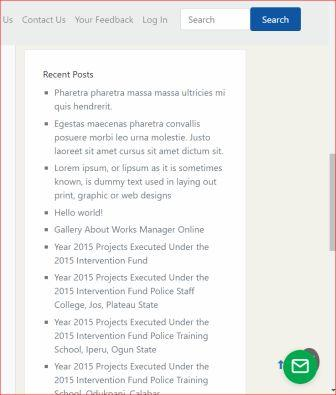 Us Contact Us Your Feedback Log In Search Search
Recent Posts
Pharetra pharetra massa massa ultricies mi
quis hendrerit.
Egestas maecenas pharetra convallis
posuere morbi leo urna molestie. Justo
laoreet sit amet cursus sit amet dictum sit.
Lorem ipsum, or lipsum as it is sometimes
known, is dummy text used in laying out
print, graphic or web designs
Hello world!
Gallery About Works Manager Online
Year 2015 Projects Executed Under the
2015 Intervention Fund
Year 2015 Projects Executed Under the
2015 Intervention Fund Police Staff
College, Jos, Plateau State
Year 2015 Projects Executed Under the
2015 Intervention Fund Police Training
School, Iperu, Ogun State
Year 2015 Projects Executed Under the
2015 Intervention Fund Police Training
School, Odukpani, Calabar